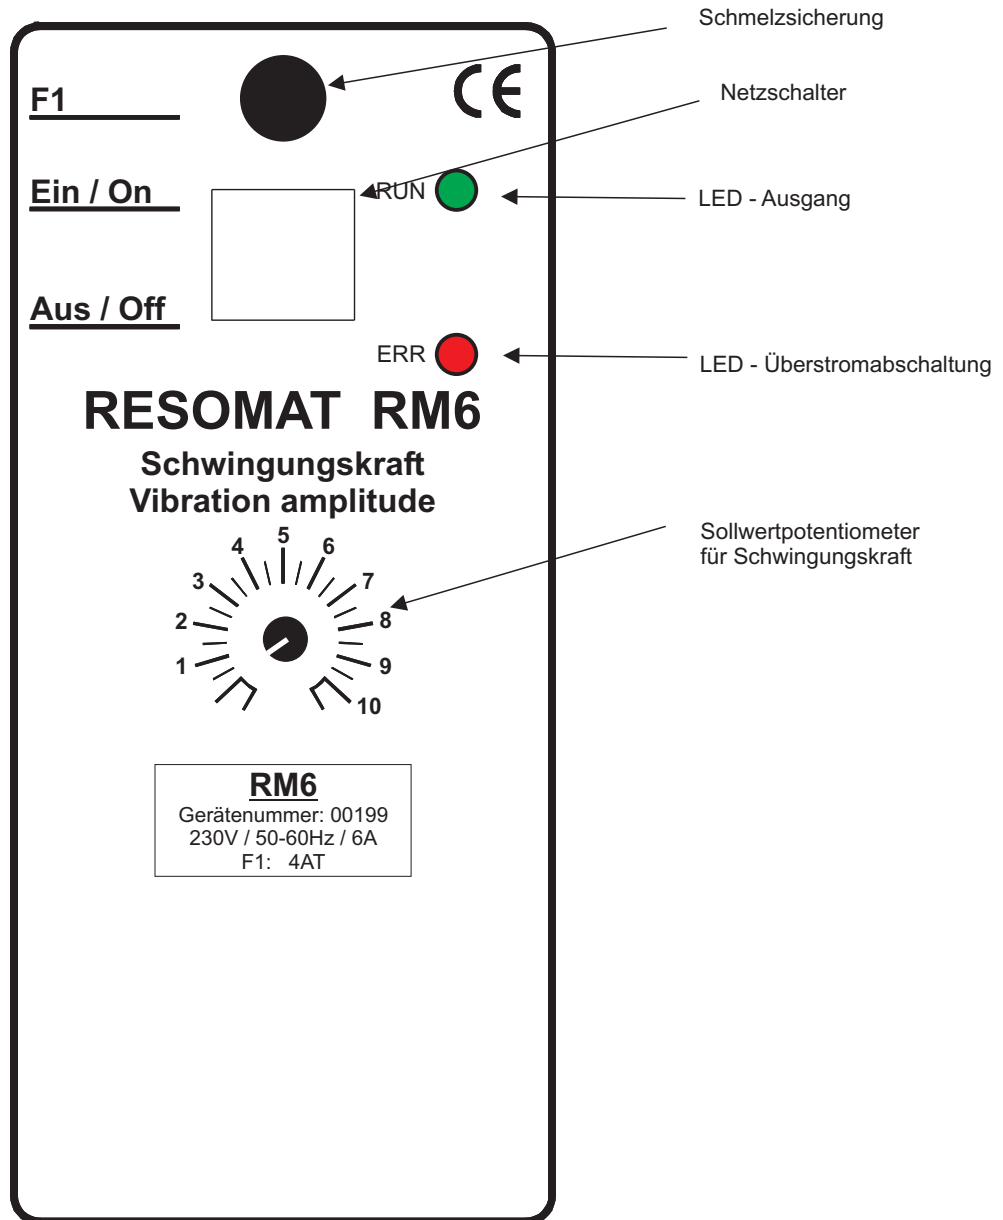 Schmelzsicherung
F1
CE
Netzschalter
Ein / On
RUN
LED - Ausgang
Aus / Off
ERR
LED - Überstromabschaltung
RESOMAT RM6
Schwingungskraft
Vibration amplitude
Sollwertpotentiometer
für Schwingungskraft
5
4
6
3
7
2
8
1
9
10
RM6
Gerätenummer: 00199
230V / 50-60Hz / 6A
F1: 4AT